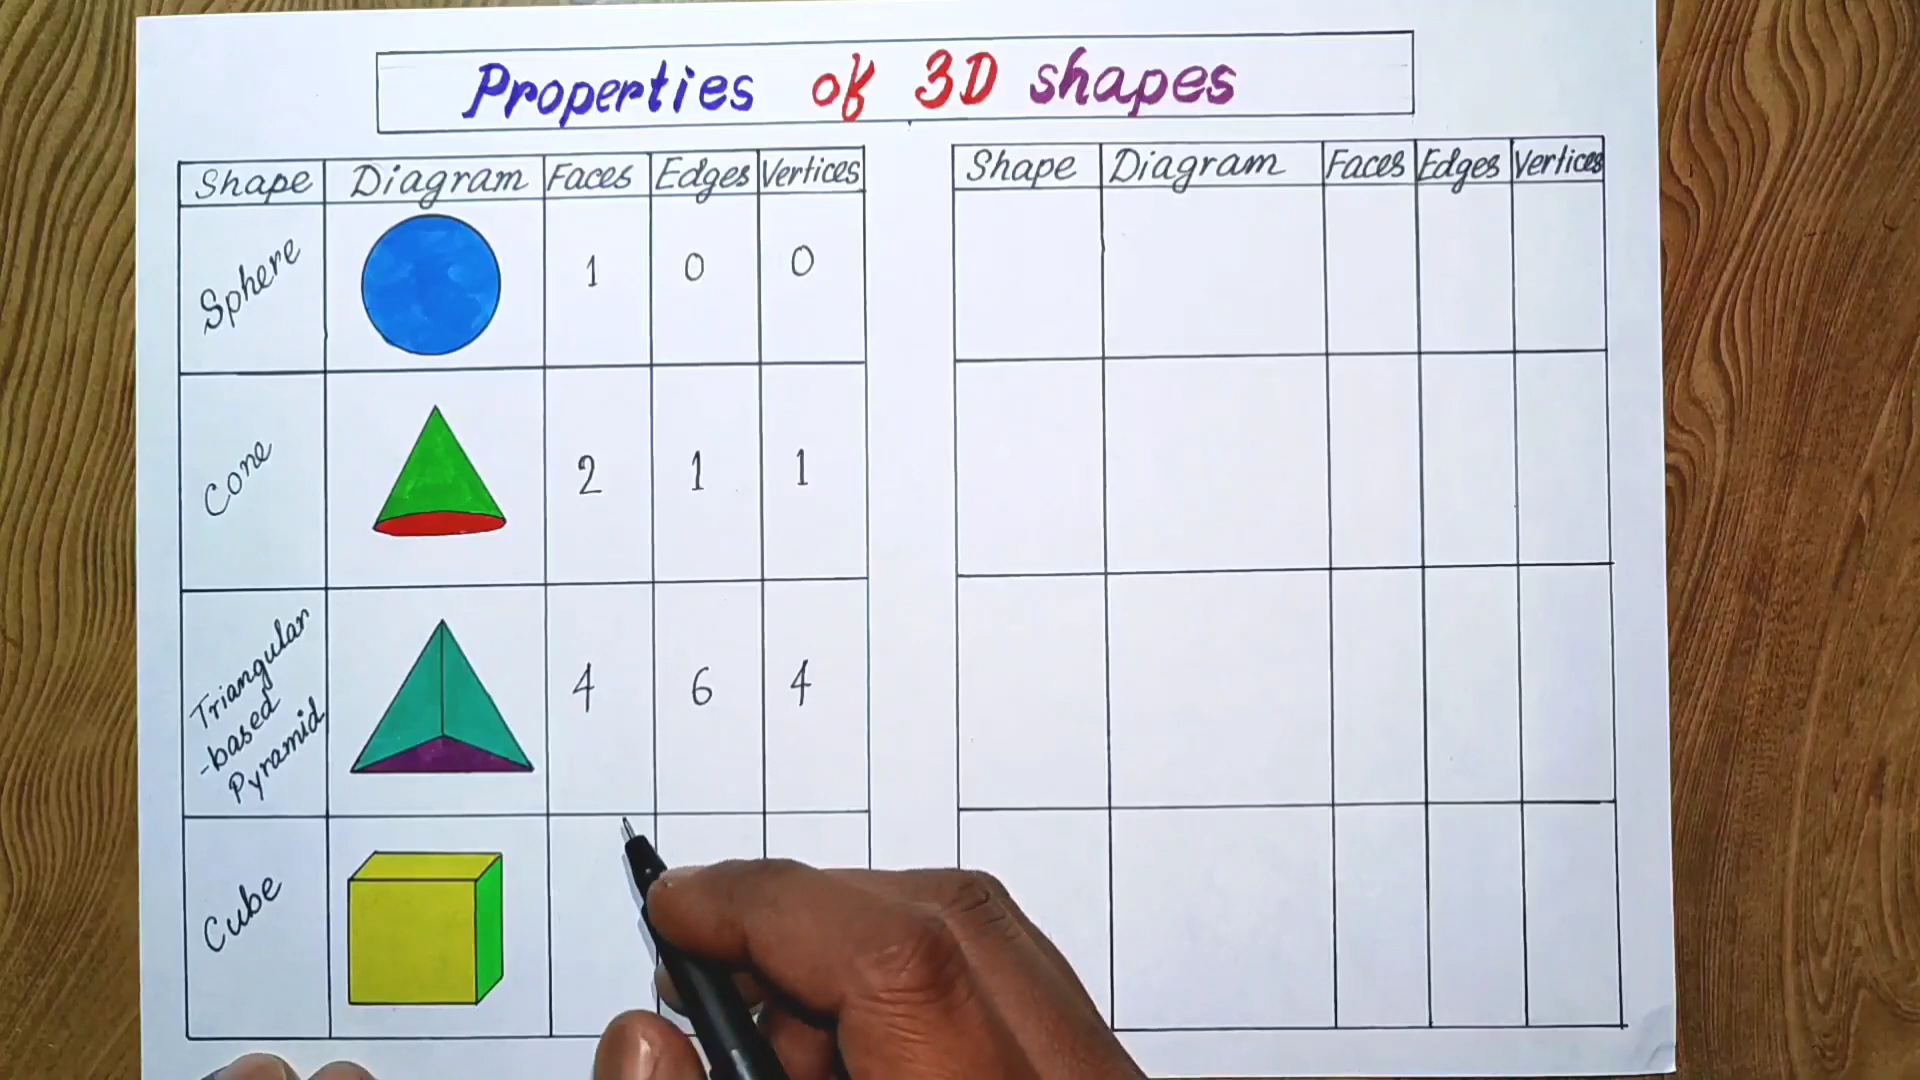 Properties of 3D shapes
Shape Diagram Faces Edges Vertices
Sphere 1 0 0
Cone 2 1 1
Triangular
-based
Pyramid
4 6 4
Cube
Shape Diagram Faces Edges Vertices